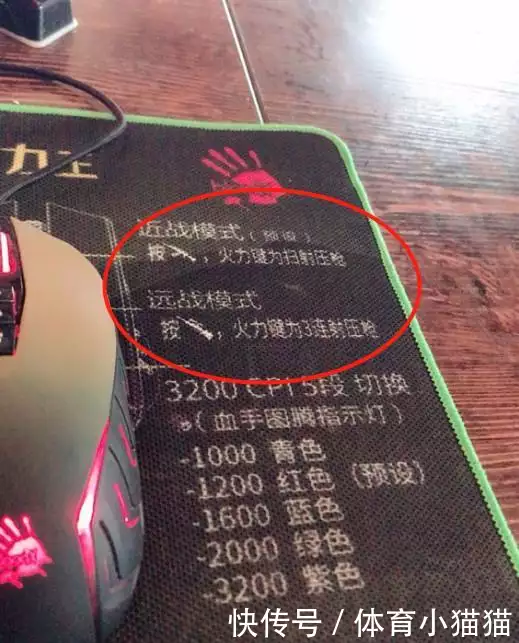 力王
近战模式(预设)
按，火力键为扫射压枪
远战模式
按，火力键为3连射压枪
3200 CPI 5段 切换
(血手图腾指示灯)
-1000 青色
-1200 红色 (预设)
-1600 蓝色
-2000 绿色
-3200 紫色
快传号 / 体育小猫猫